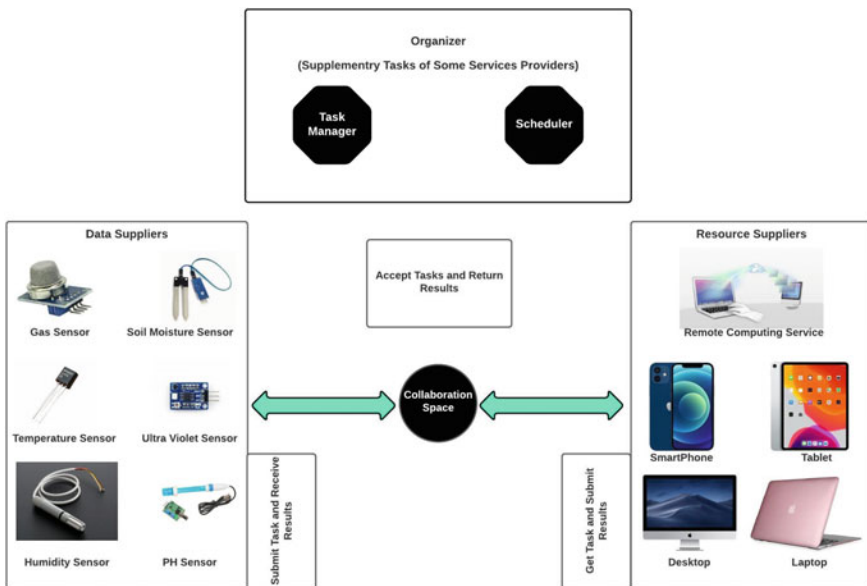 Organizer
(Supplementry Tasks of Some Services Providers)
Task
Manager
Scheduler
Data Suppliers
Gas Sensor
Soil Moisture Sensor
Temperature Sensor
Ultra Violet Sensor
Humidity Sensor
PH Sensor
Accept Tasks and Return
Results
Collaboration
Space
Submit Task and Receive
Results
Get Task and Submit
Results
Resource Suppliers
Remote Computing Service
SmartPhone
Tablet
Desktop
Laptop